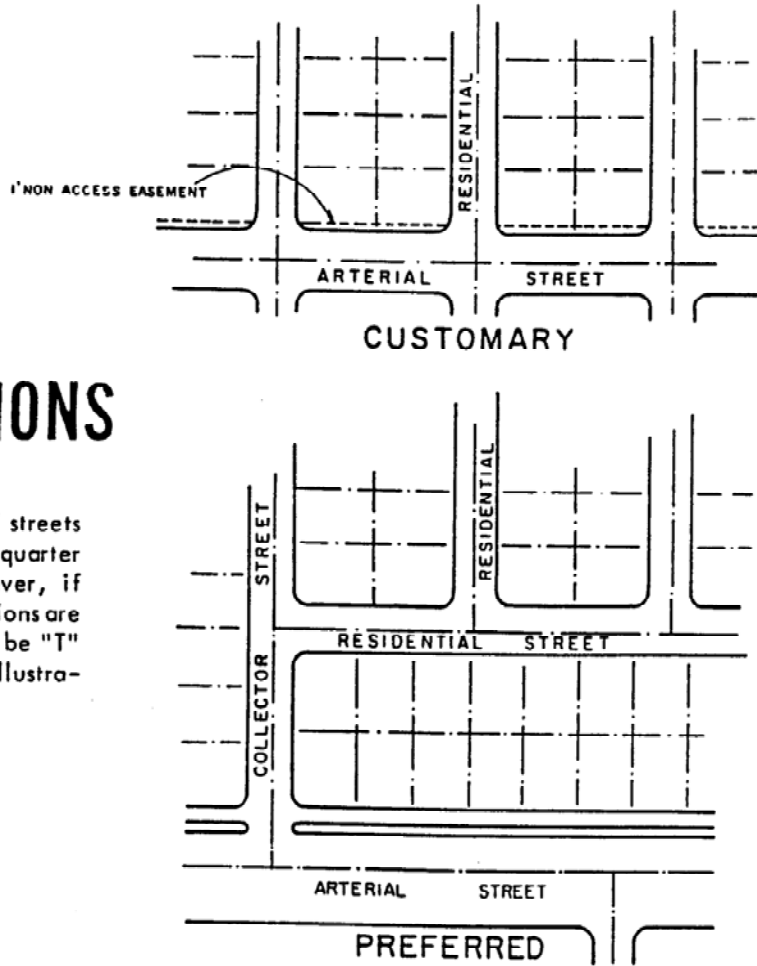 RESIDENTIAL
1' NON ACCESS EASEMENT
ARTERIAL STREET
CUSTOMARY
IONS
streets
quarter
ver, if
ions are
be "T"
llustra-
RESIDENTIAL
COLLECTOR STREET
RESIDENTIAL STREET
ARTERIAL STREET
PREFERRED